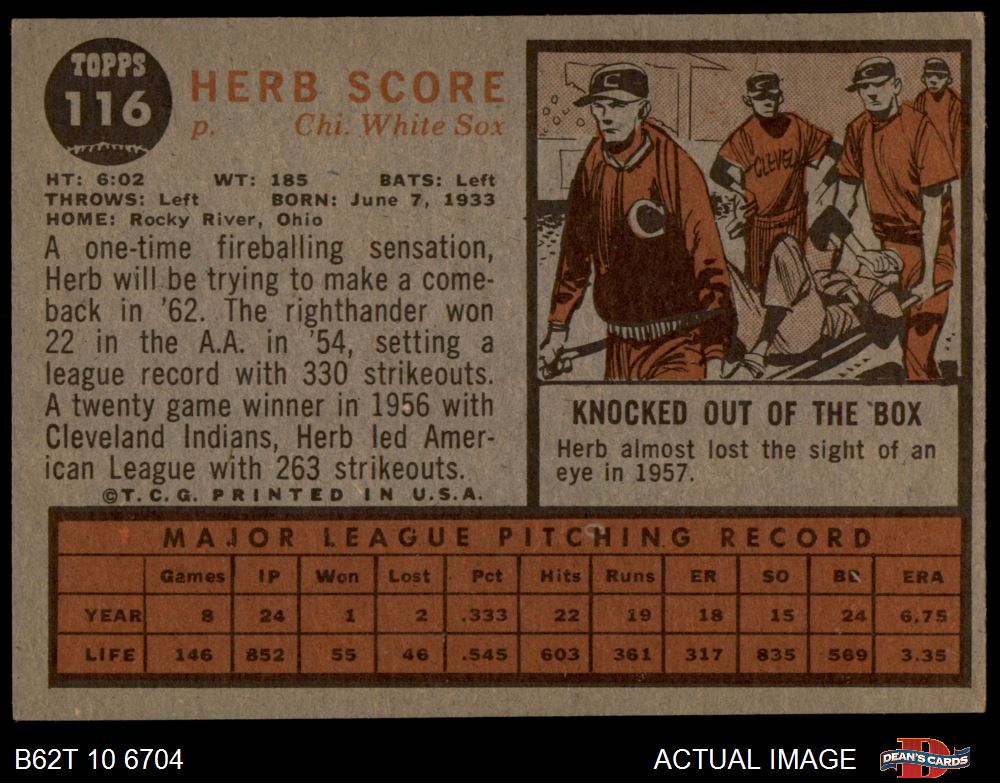 TOPPS
116
HERB SCORE
p. Chi. White Sox
HT: 6:02 WT: 185 BATS: Left
THROWS: Left BORN: June 7, 1933
HOME: Rocky River, Ohio
A one-time fireballing sensation,
Herb will be trying to make a come-
back in '62. The righthander won
22 in the A.A. in '54, setting a
league record with 330 strikeouts.
A twenty game winner in 1956 with
Cleveland Indians, Herb led Amer-
ican League with 263 strikeouts.
©T.C.G. PRINTED IN U.S.A.
C
C
CLEVEL
C
KNOCKED OUT OF THE BOX
Herb almost lost the sight of an
eye in 1957.
MAJOR LEAGUE PITCHING RECORD
Games IP Won Lost Pct Hits Runs ER SO BB ERA
YEAR 8 24 1 2 .333 22 19 18 15 24 6.75
LIFE 146 852 55 46 .545 603 361 317 835 569 3.35
B62T 10 6704 ACTUAL IMAGE DEAN'S CARDS